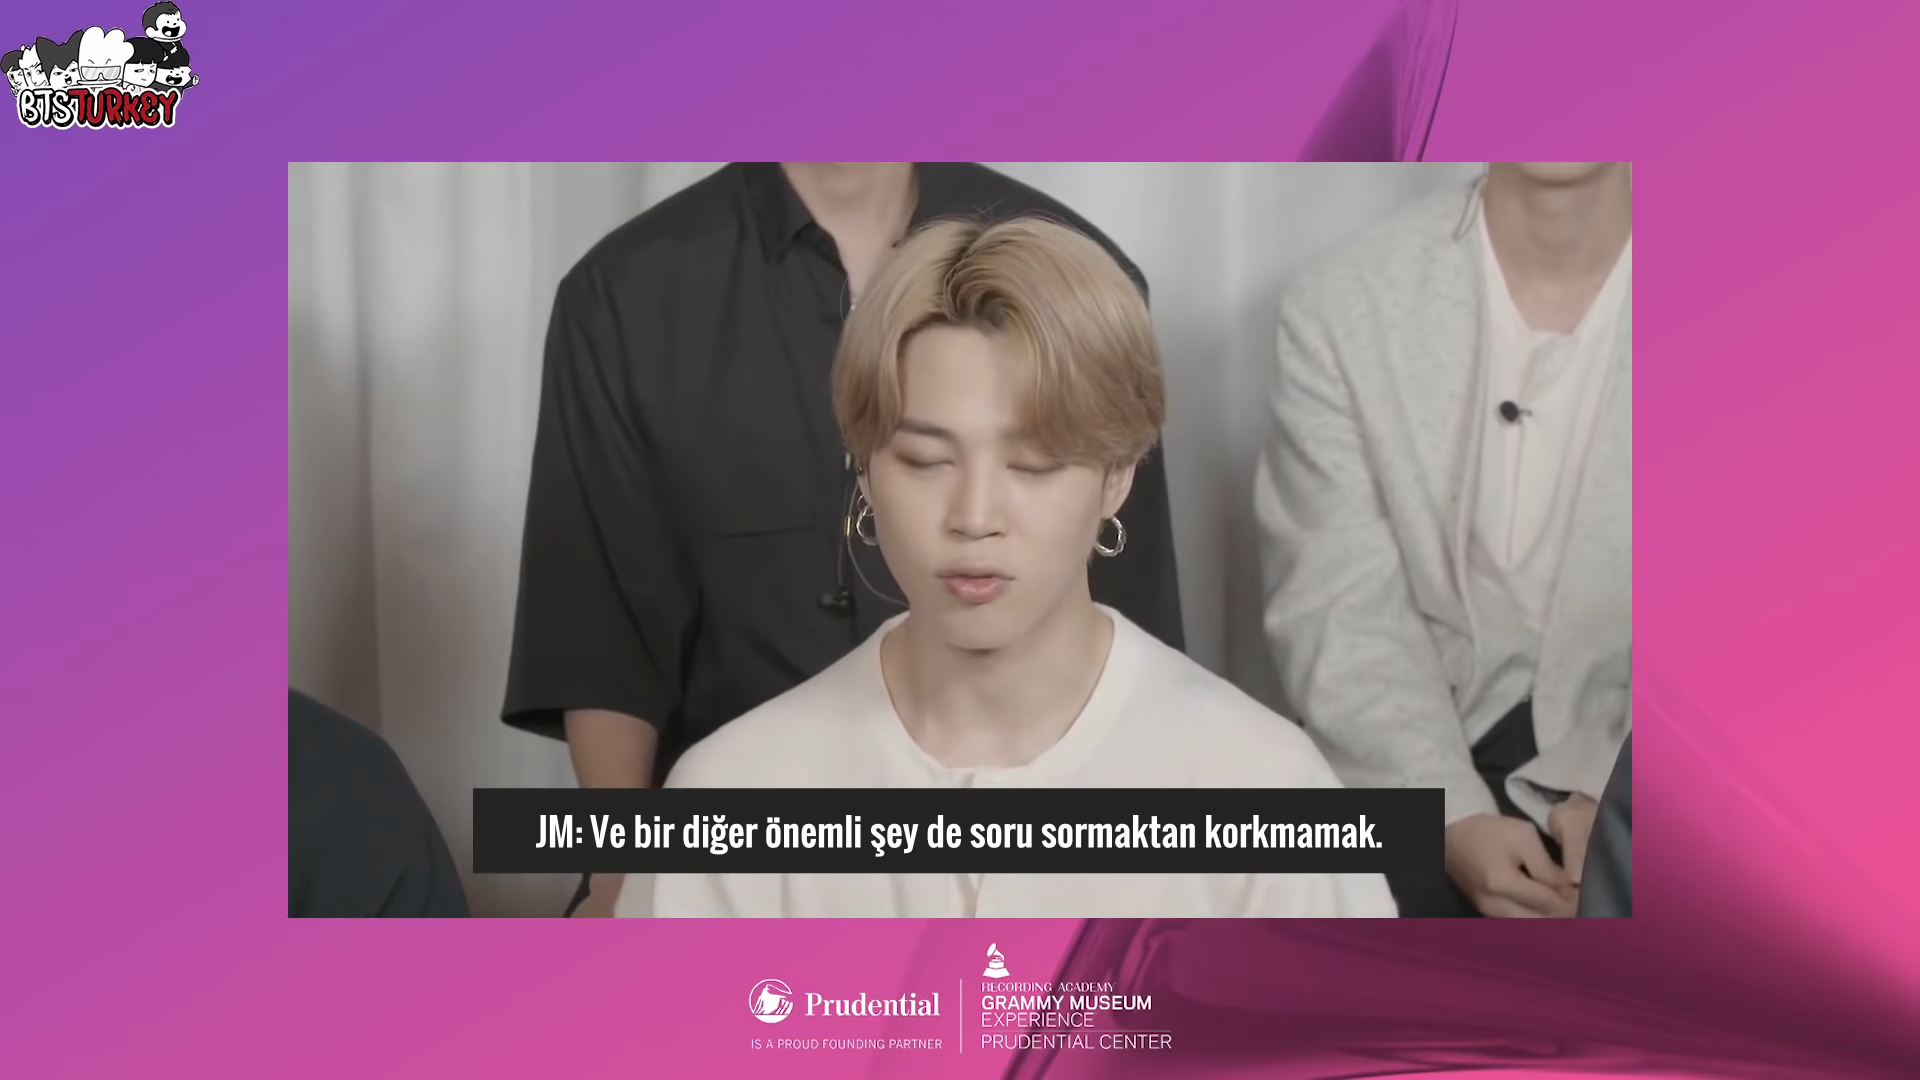 BTSTURKEY
JM: Ve bir diğer önemli şey de soru sormaktan korkmamak.
Prudential
IS A PROUD FOUNDING PARTNER
RECORDING ACADEMY
GRAMMY MUSEUM
EXPERIENCE
PRUDENTIAL CENTER